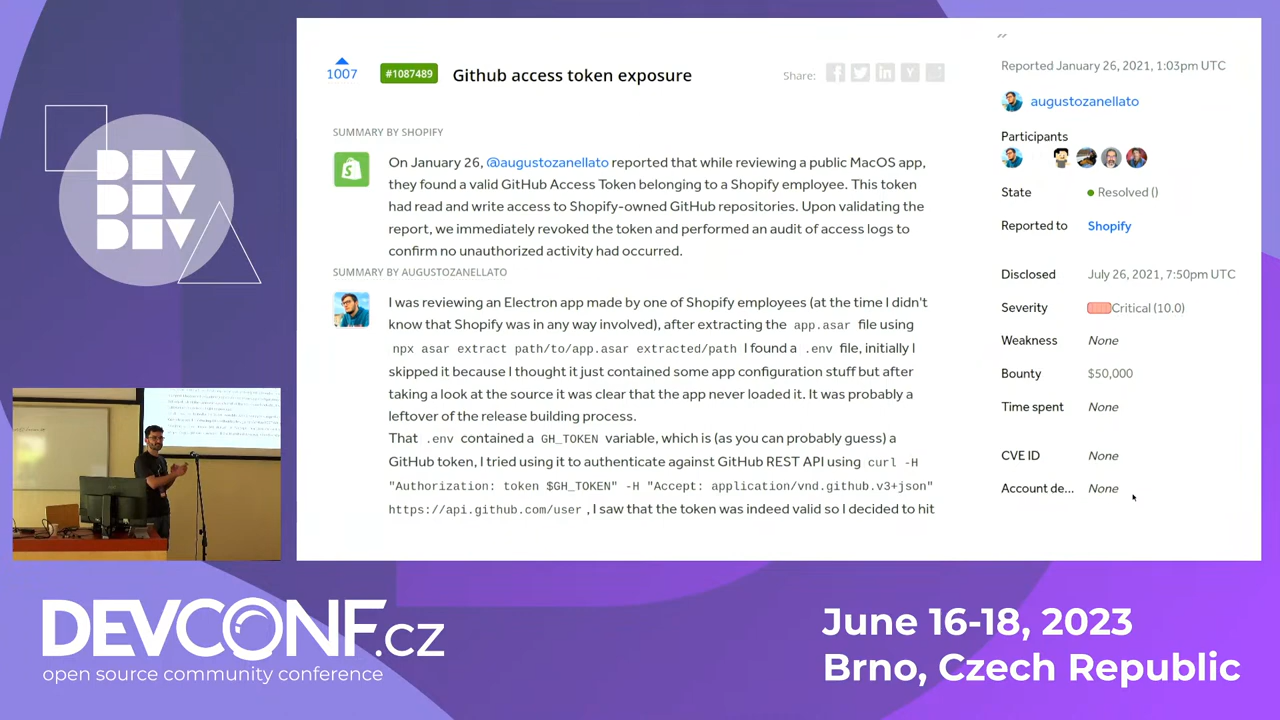 DEV
DEV
DEV
1007
#1087489
Github access token exposure
Share:
SUMMARY BY SHOPIFY
On January 26, @augustozanellato reported that while reviewing a public MacOS app,
they found a valid GitHub Access Token belonging to a Shopify employee. This token
had read and write access to Shopify-owned GitHub repositories. Upon validating the
report, we immediately revoked the token and performed an audit of access logs to
confirm no unauthorized activity had occurred.
SUMMARY BY AUGUSTOZANELLATO
I was reviewing an Electron app made by one of Shopify employees (at the time I didn't
know that Shopify was in any way involved), after extracting the app.asar file using
npx asar extract path/to/app.asar extracted/path I found a .env file, initially I
skipped it because I thought it just contained some app configuration stuff but after
taking a look at the source it was clear that the app never loaded it. It was probably a
leftover of the release building process.
That .env contained a GH_TOKEN variable, which is (as you can probably guess) a
GitHub token, I tried using it to authenticate against GitHub REST API using curl -H
"Authorization: token $GH_TOKEN" -H "Accept: application/vnd.github.v3+json"
https://api.github.com/user , I saw that the token was indeed valid so I decided to hit
Reported January 26, 2021, 1:03pm UTC
augustozanellato
Participants
State Resolved ()
Reported to Shopify
Disclosed July 26, 2021, 7:50pm UTC
Severity Critical (10.0)
Weakness None
Bounty $50,000
Time spent None
CVE ID None
Account de... None
DEVCONF.cz
open source community conference
June 16-18, 2023
Brno, Czech Republic